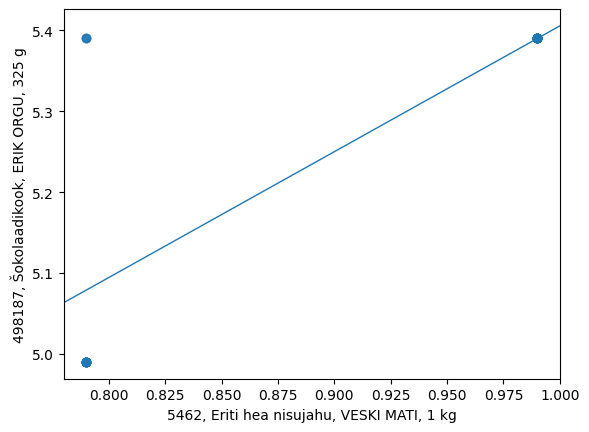 498187, Šokolaadikook, ERIK ORGU, 325 g
5.4
5.3
5.2
5.1
5.0
0.800 0.825 0.850 0.875 0.900 0.925 0.950 0.975 1.000
5462, Eriti hea nisujahu, VESKI MATI, 1 kg